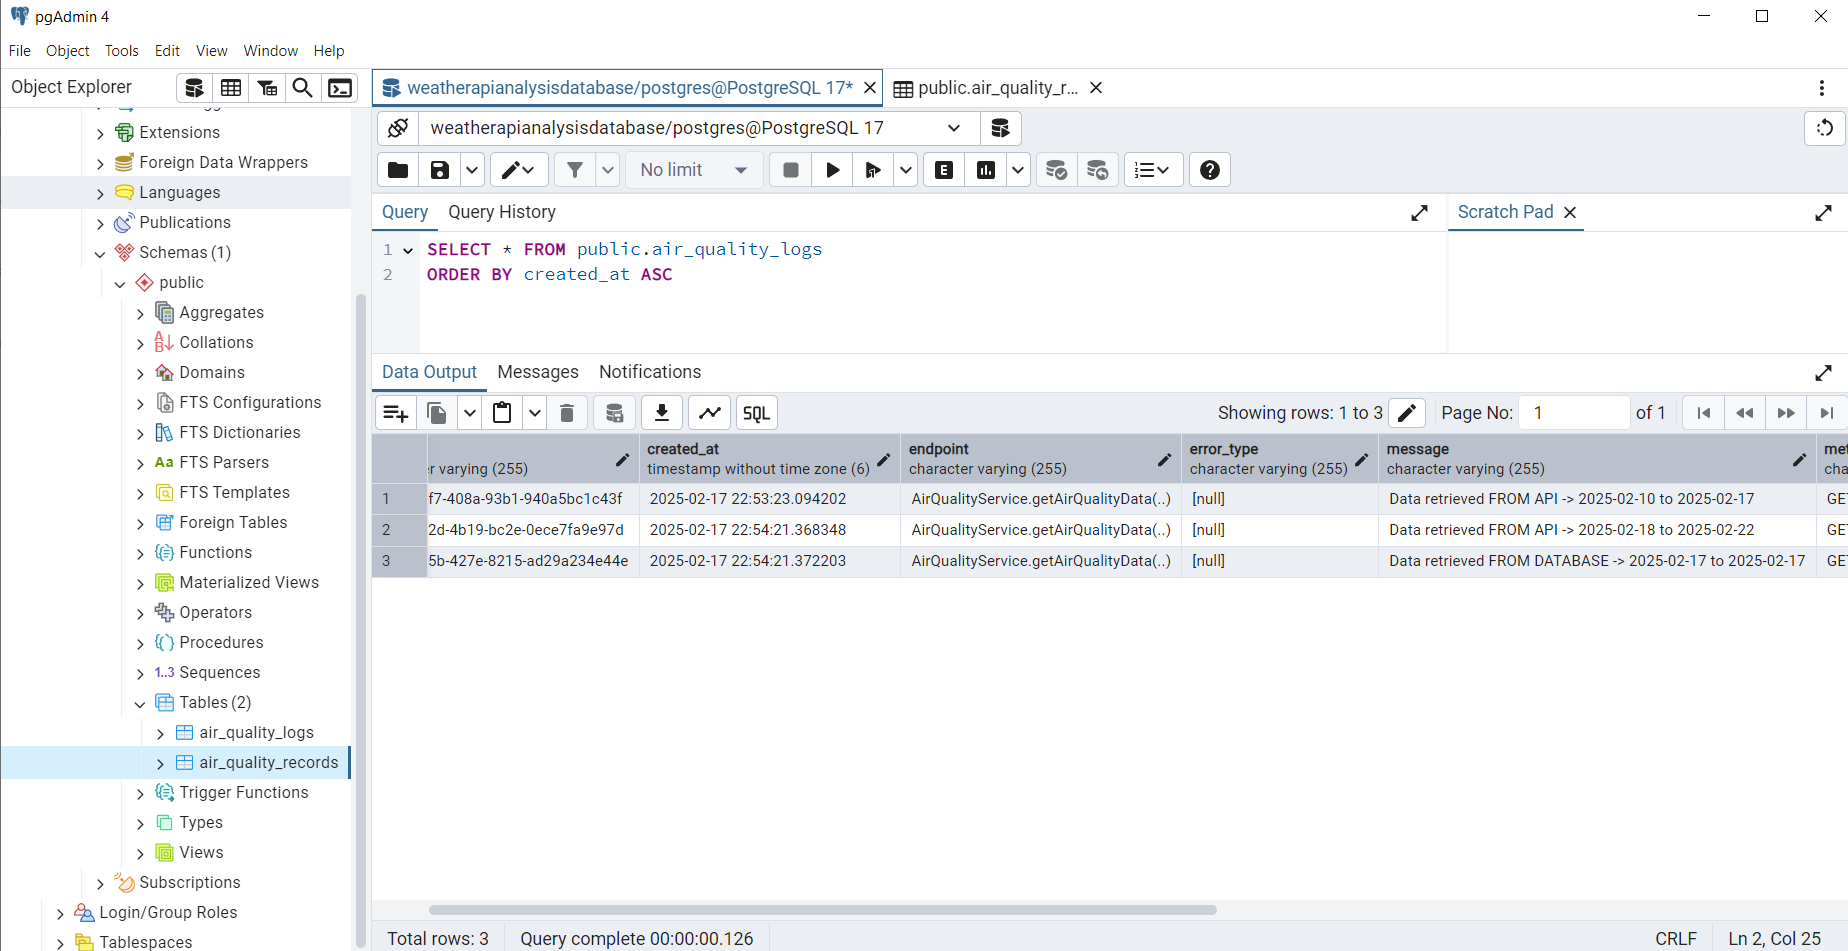 pgAdmin 4
File Object Tools Edit View Window Help
Object Explorer
Extensions
Foreign Data Wrappers
Languages
Publications
Schemas (1)
public
Aggregates
Collations
Domains
FTS Configurations
FTS Dictionaries
Aa FTS Parsers
FTS Templates
Foreign Tables
Functions
Materialized Views
Operators
Procedures
1..3 Sequences
Tables (2)
air_quality_logs
air_quality_records
Trigger Functions
Types
Views
Subscriptions
Login/Group Roles
Tablespaces
weatherapianalysisdatabase/postgres@PostgreSQL 17* public.air_quality_r...
weatherapianalysisdatabase/postgres@PostgreSQL 17
No limit E
Query Query History Scratch Pad
1 SELECT * FROM public.air_quality_logs
2 ORDER BY created_at ASC
Data Output Messages Notifications
SQL Showing rows: 1 to 3 Page No: 1 of 1
created_at endpoint error_type message met
r varying (255) timestamp without time zone (6) character varying (255) character varying (255) character varying (255) cha
1 f7-408a-93b1-940a5bc1c43f 2025-02-17 22:53:23.094202 AirQualityService.getAirQualityData(..) [null] Data retrieved FROM API -> 2025-02-10 to 2025-02-17 GE
2 2d-4b19-bc2e-0ece7fa9e97d 2025-02-17 22:54:21.368348 AirQualityService.getAirQualityData(..) [null] Data retrieved FROM API -> 2025-02-18 to 2025-02-22 GE
3 5b-427e-8215-ad29a234e44e 2025-02-17 22:54:21.372203 AirQualityService.getAirQualityData(..) [null] Data retrieved FROM DATABASE -> 2025-02-17 to 2025-02-17 GE
Total rows: 3 Query complete 00:00:00.126 CRLF Ln 2, Col 25